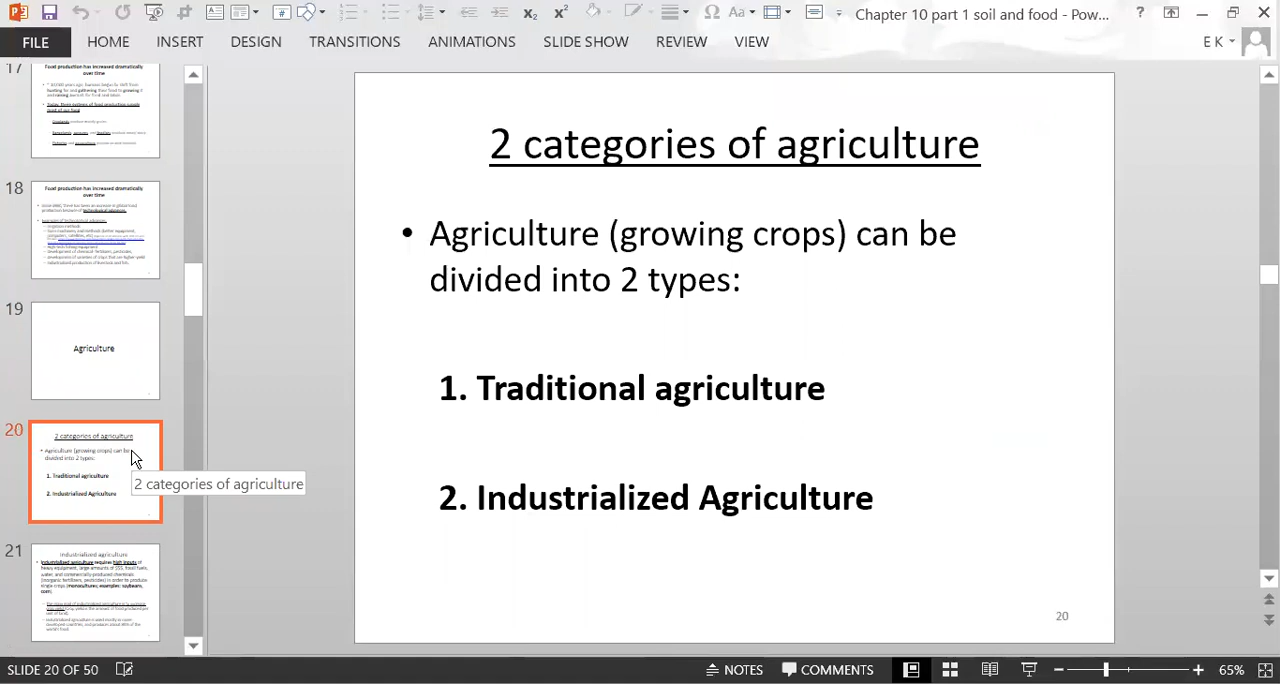 Chapter 10 part 1 soil and food - Pow...
?
FILE
HOME
INSERT
DESIGN
TRANSITIONS
ANIMATIONS
SLIDE SHOW
REVIEW
VIEW
E K
17
Food production has increased dramatically
over time
18
Food production has increased dramatically
over time
19
Agriculture
20
2 categories of agriculture
• Agriculture (growing crops) can be
divided into 2 types:
1. Traditional agriculture
2. Industrialized Agriculture
2 categories of agriculture
21
Industrialized agriculture
2 categories of agriculture
• Agriculture (growing crops) can be
divided into 2 types:
1. Traditional agriculture
2. Industrialized Agriculture
20
SLIDE 20 OF 50
NOTES
COMMENTS
65%